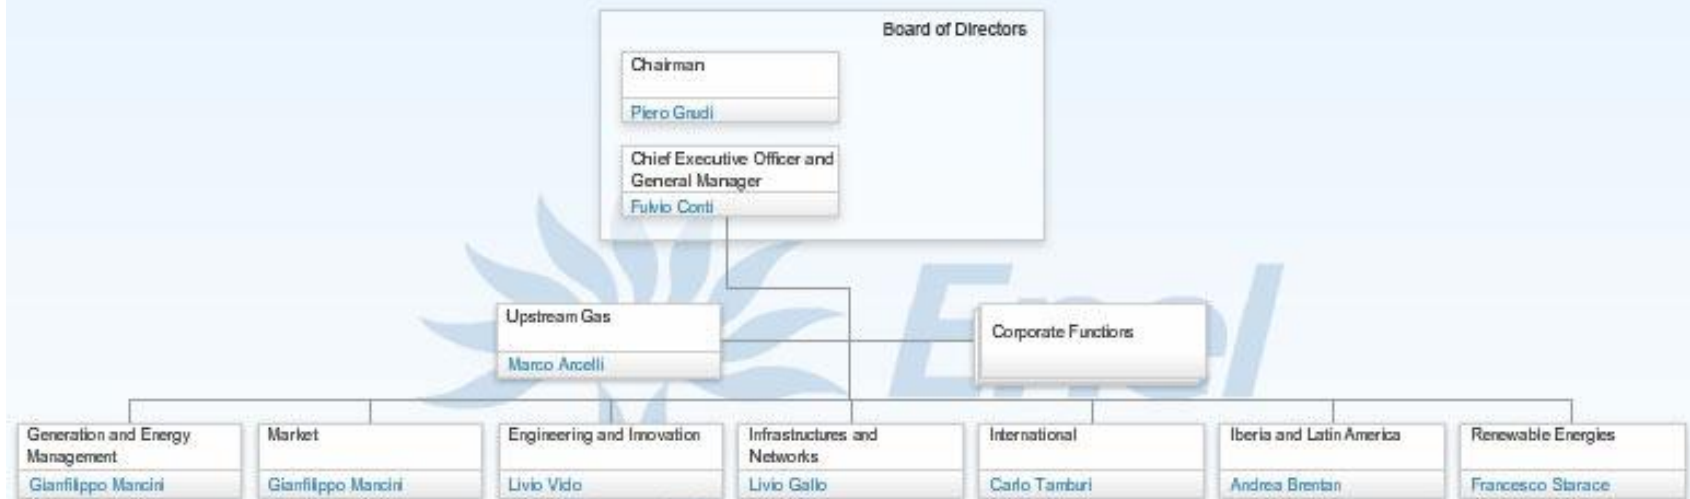 Board of Directors
Chairman
Piero Gnudi
Chief Executive Officer and
General Manager
Fulvio Conti
Enel
Upstream Gas
Marco Arcelli
Corporate Functions
Generation and Energy
Management
Gianfilippo Mancini
Market
Gianfilippo Mancini
Engineering and Innovation
Livio Vido
Infrastructures and
Networks
Livio Gallo
International
Carlo Tamburi
Iberia and Latin America
Andrea Brentan
Renewable Energies
Francesco Starace